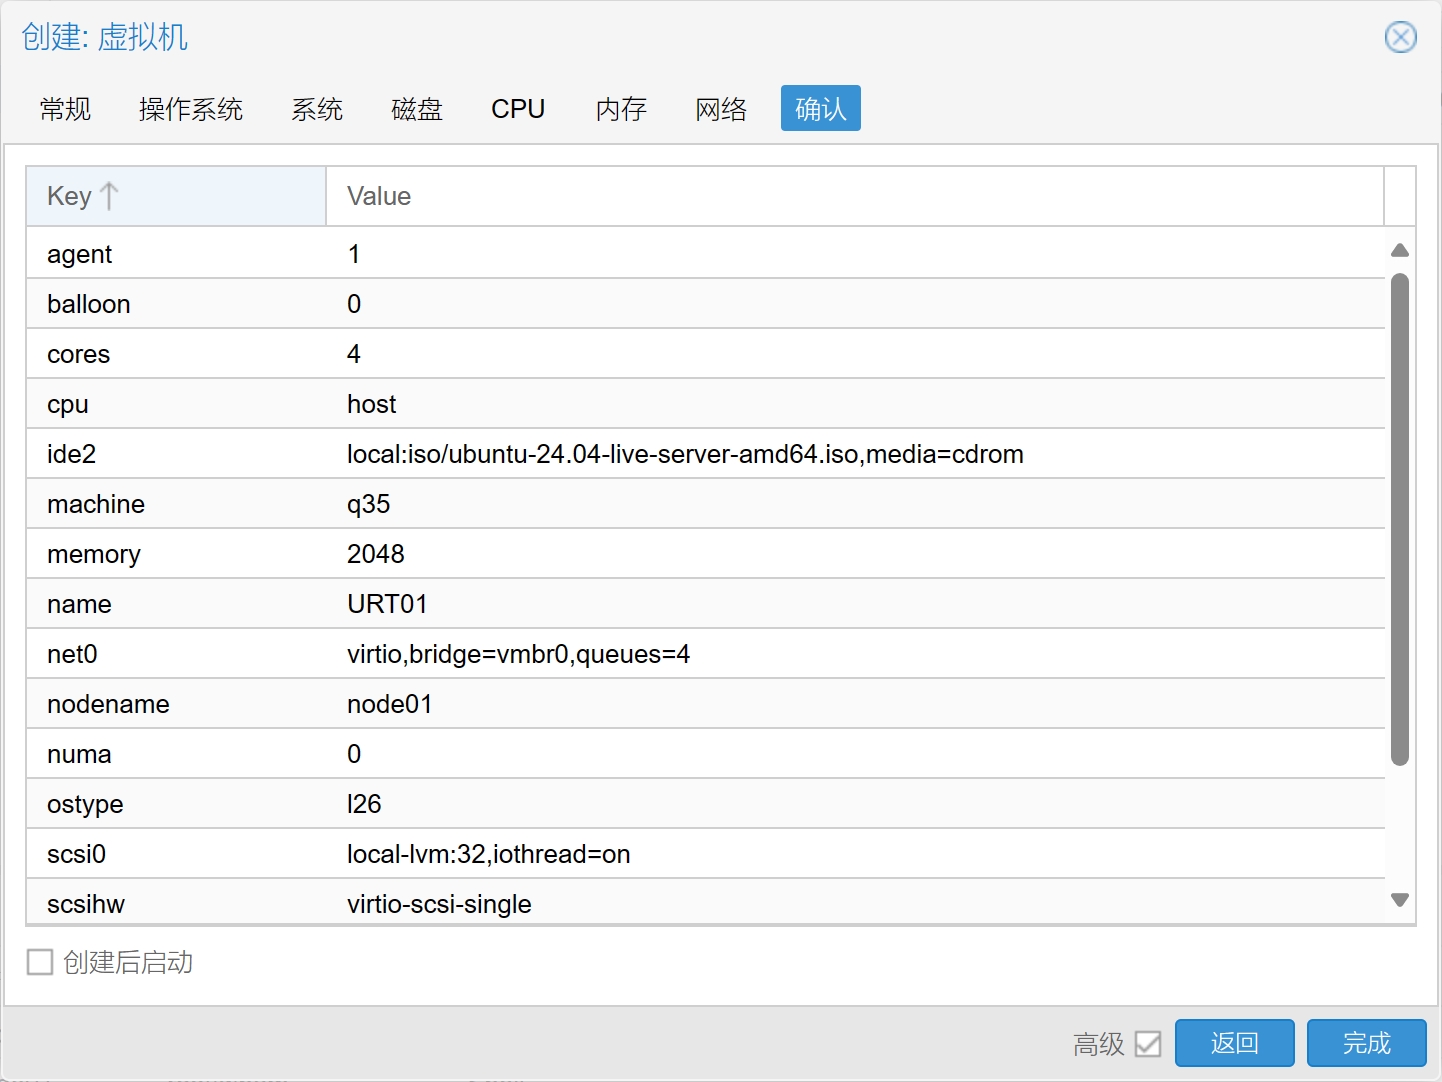 创建: 虚拟机
常规 操作系统 系统 磁盘 CPU 内存 网络 确认
Key Value
agent 1
balloon 0
cores 4
cpu host
ide2 local:iso/ubuntu-24.04-live-server-amd64.iso,media=cdrom
machine q35
memory 2048
name URT01
net0 virtio,bridge=vmbr0,queues=4
nodename node01
numa 0
ostype l26
scsi0 local-lvm:32,iothread=on
scsihw virtio-scsi-single
创建后启动
高级 返回 完成